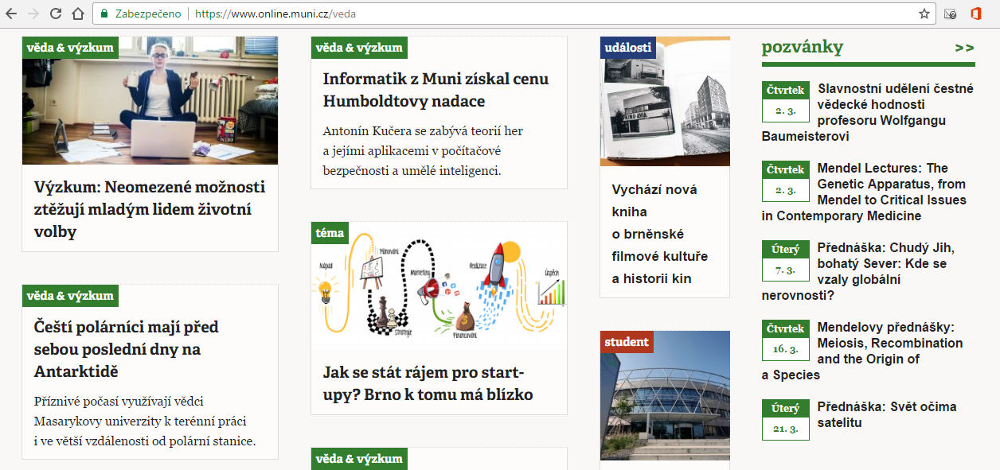 Zabezpečeno
https://www.online.muni.cz/veda
věda & výzkum
Výzkum: Neomezené možnosti
ztěžují mladým lidem životní
volby
věda & výzkum
Čeští polárníci mají před
sebou poslední dny na
Antarktidě
Příznivé počasí využívají vědci
Masarykovy univerzity k terénní práci
i ve větší vzdálenosti od polární stanice.
věda & výzkum
Informatik z Muni získal cenu
Humboldtovy nadace
Antonín Kučera se zabývá teorií her
a jejími aplikacemi v počítačové
bezpečnosti a umělé inteligenci.
téma
Nápad
Plánování
Marketing
Realizace
Úspěch
Strategie
Financování
Jak se stát rájem pro start-
upy? Brno k tomu má blízko
věda & výzkum
události
KINO AVIA
Vychází nová
kniha
o brněnské
filmové kultuře
a historii kin
student
pozvánky >>
Čtvrtek
2. 3.
Slavnostní udělení čestné
vědecké hodnosti
profesoru Wolfgangu
Baumeisterovi
Čtvrtek
2. 3.
Mendel Lectures: The
Genetic Apparatus, from
Mendel to Critical Issues
in Contemporary Medicine
Úterý
7. 3.
Přednáška: Chudý Jih,
bohatý Sever: Kde se
vzaly globální
nerovnosti?
Čtvrtek
16. 3.
Mendelovy přednášky:
Meiosis, Recombination
and the Origin of
a Species
Úterý
21. 3.
Přednáška: Svět očima
satelitu